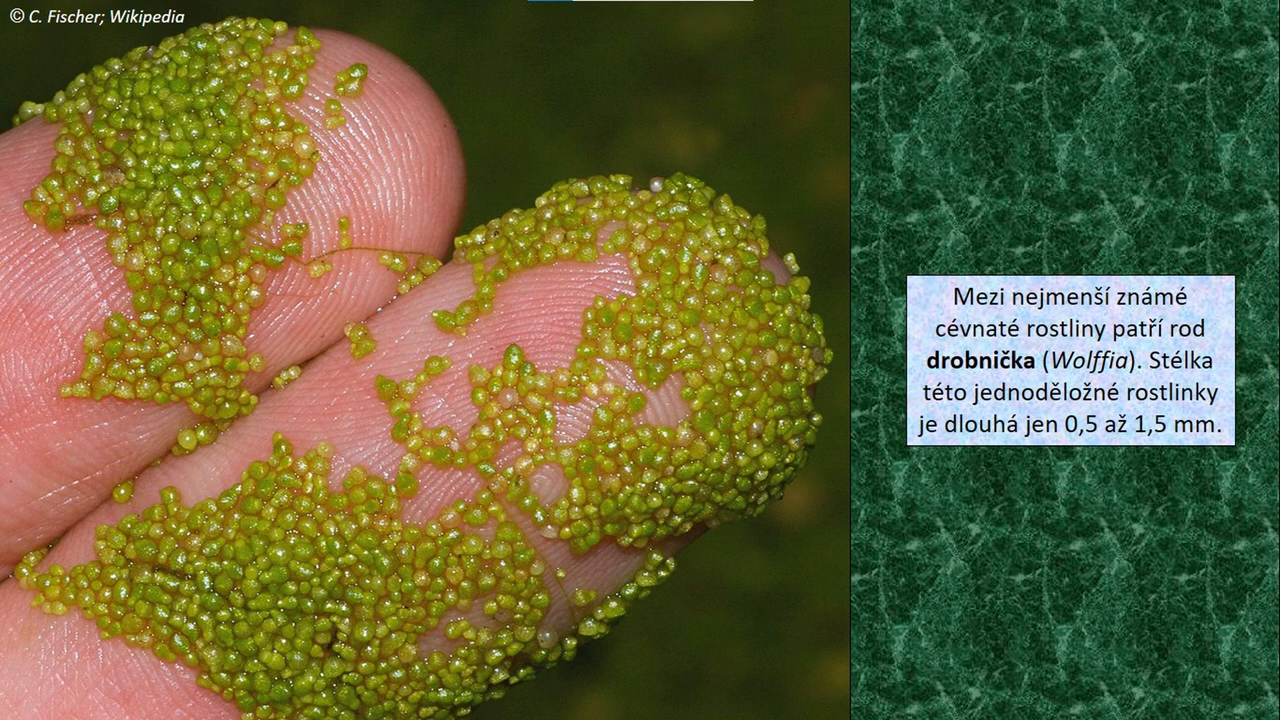 © C. Fischer; Wikipedia
Mezi nejmenší známé
cévnaté rostliny patří rod
drobnička (Wolffia). Stélka
této jednoděložné rostlinky
je dlouhá jen 0,5 až 1,5 mm.